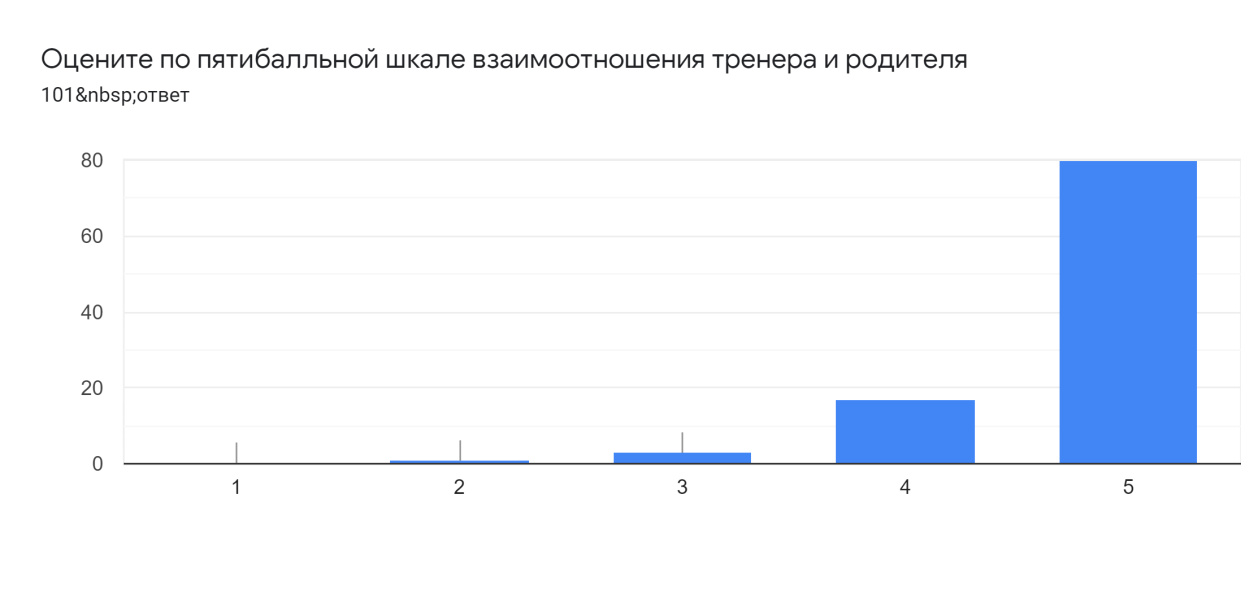 Оцените по пятибалльной шкале взаимоотношения тренера и родителя
101&nbsp;ответ
80
60
40
20
0
1 2 3 4 5